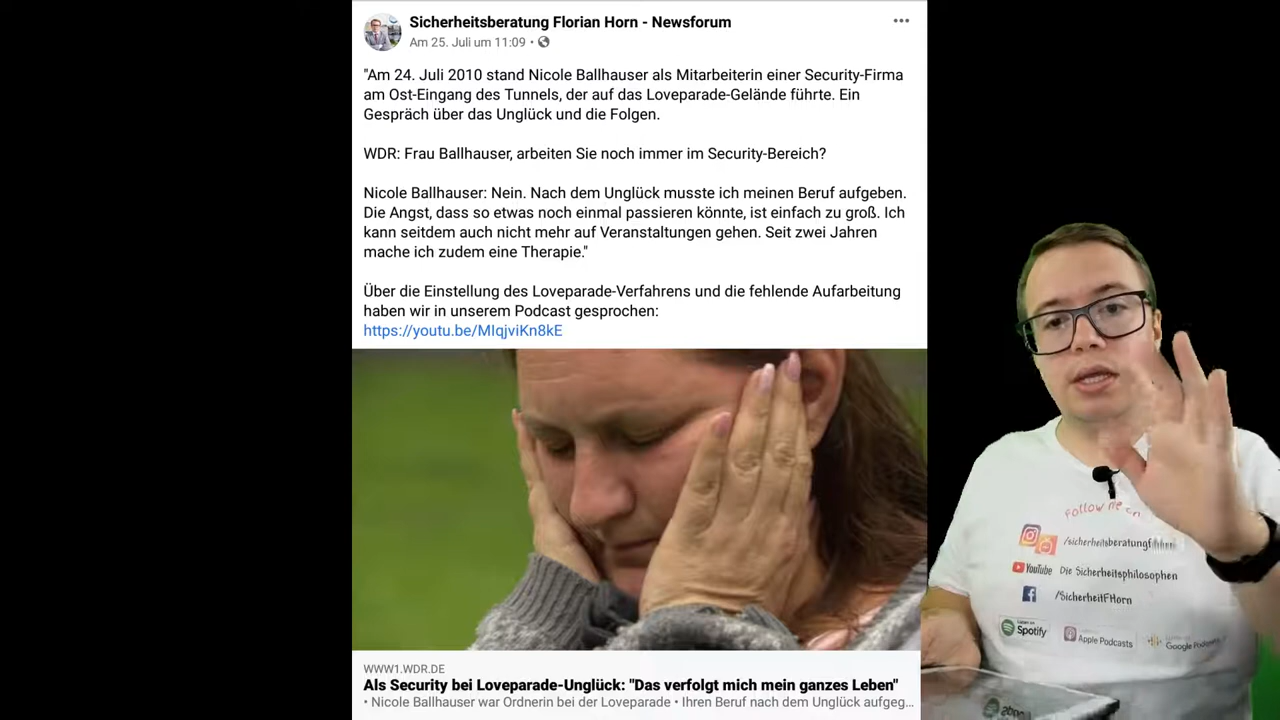 Sicherheitsberatung Florian Horn - Newsforum
Am 25. Juli um 11:09 •
"Am 24. Juli 2010 stand Nicole Ballhauser als Mitarbeiterin einer Security-Firma
am Ost-Eingang des Tunnels, der auf das Loveparade-Gelände führte. Ein
Gespräch über das Unglück und die Folgen.
WDR: Frau Ballhauser, arbeiten Sie noch immer im Security-Bereich?
Nicole Ballhauser: Nein. Nach dem Unglück musste ich meinen Beruf aufgeben.
Die Angst, dass so etwas noch einmal passieren könnte, ist einfach zu groß. Ich
kann seitdem auch nicht mehr auf Veranstaltungen gehen. Seit zwei Jahren
mache ich zudem eine Therapie."
Über die Einstellung des Loveparade-Verfahrens und die fehlende Aufarbeitung
haben wir in unserem Podcast gesprochen:
https://youtu.be/MIqjviKn8kE
WWW1.WDR.DE
Als Security bei Loveparade-Unglück: "Das verfolgt mich mein ganzes Leben"
• Nicole Ballhauser war Ordnerin bei der Loveparade • Ihren Beruf nach dem Unglück aufgeg...
Follow me on
YouTube Die Sicherheitsphilosophen
/SicherheitFHorn
Listen on
Spotify
Apple Podcasts
Google